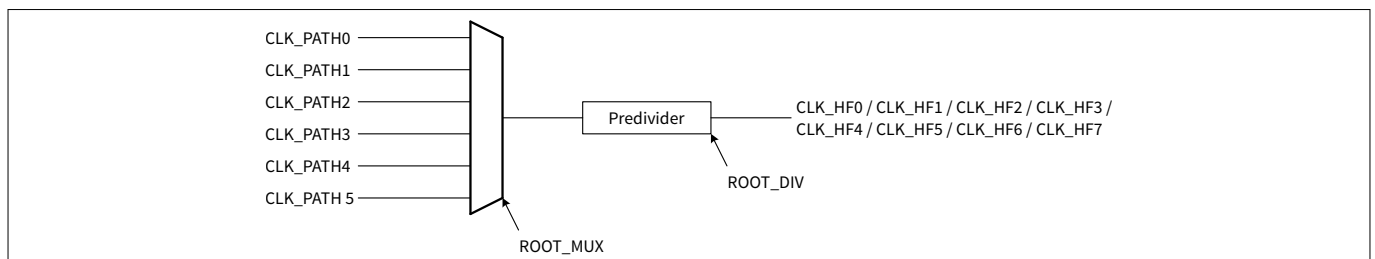 CLK_PATH0
CLK_PATH1
CLK_PATH2
CLK_PATH3
CLK_PATH4
CLK_PATH 5
ROOT_MUX
Predivider
ROOT_DIV
CLK_HF0 / CLK_HF1 / CLK_HF2 / CLK_HF3 /
CLK_HF4 / CLK_HF5 / CLK_HF6 / CLK_HF7